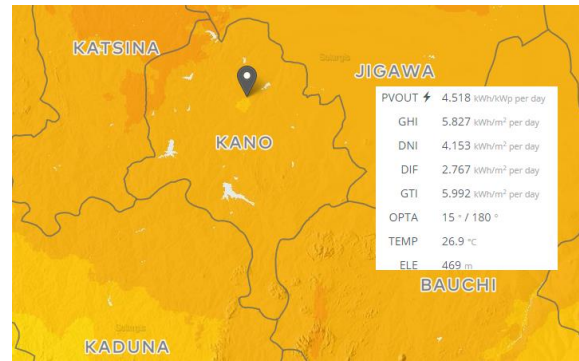 KATSINA
JIGAWA
KANO
PVOUT 4.518 kWh/kWp per day
GHI 5.827 kWh/m² per day
DNI 4.153 kWh/m² per day
DIF 2.767 kWh/m² per day
GTI 5.992 kWh/m² per day
OPTA 15 ° / 180 °
TEMP 26.9 °C
ELE 469 m
BAUCHI
KADUNA